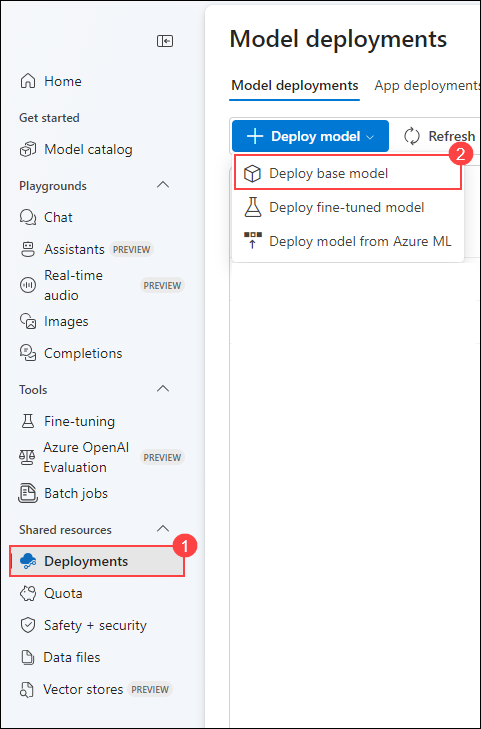 Home
Get started
Model catalog
Playgrounds
Chat
Assistants PREVIEW
Real-time
audio
PREVIEW
Images
Completions
Tools
Fine-tuning
Azure OpenAI
Evaluation
PREVIEW
Batch jobs
Shared resources
1
Deployments
Quota
Safety + security
Data files
Vector stores PREVIEW
Model deployments
Model deployments App deployments
Deploy model Refresh
2
Deploy base model
Deploy fine-tuned model
Deploy model from Azure ML